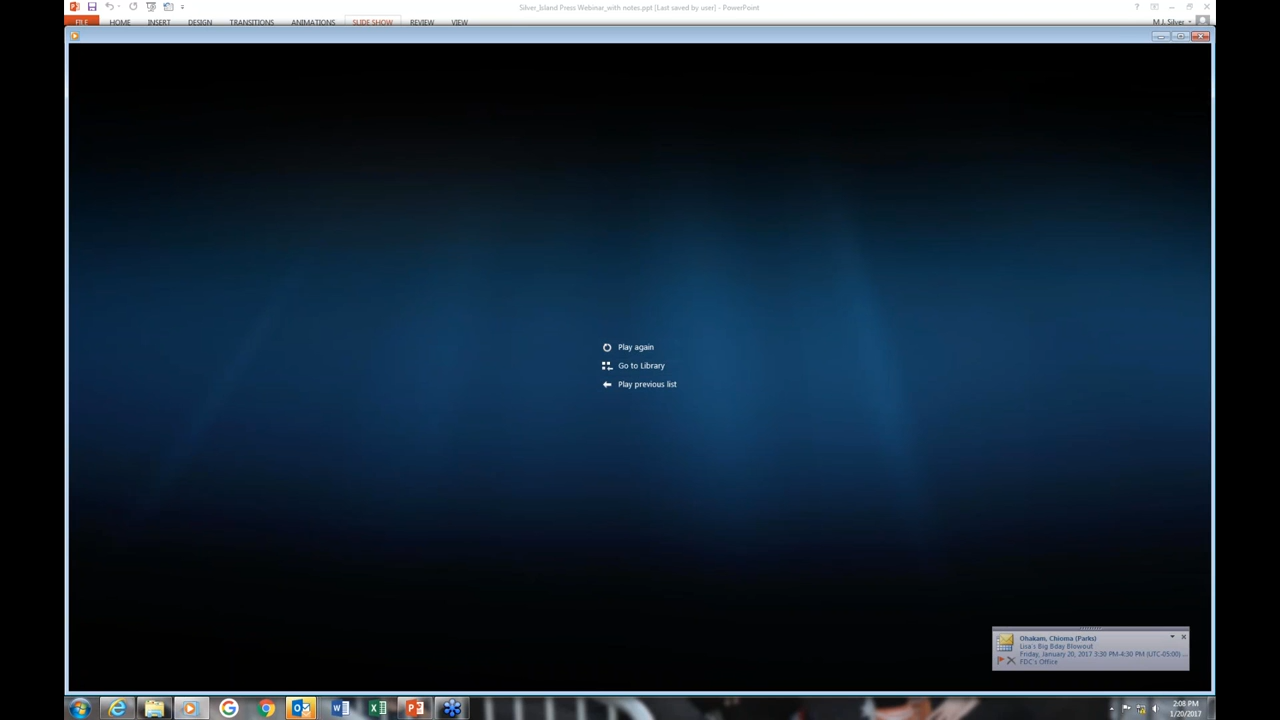 Silver_Island Press Webinar_with notes.ppt [Last saved by user] - PowerPoint
FILE HOME INSERT DESIGN TRANSITIONS ANIMATIONS SLIDE SHOW REVIEW VIEW M J. Silver
Play again
Go to Library
Play previous list
Ohakam, Chioma (Parks)
Lisa's Big Bday Blowout
Friday, January 20, 2017 3:30 PM-4:30 PM (UTC-05:00) ...
FDC's Office
2:08 PM
1/20/2017